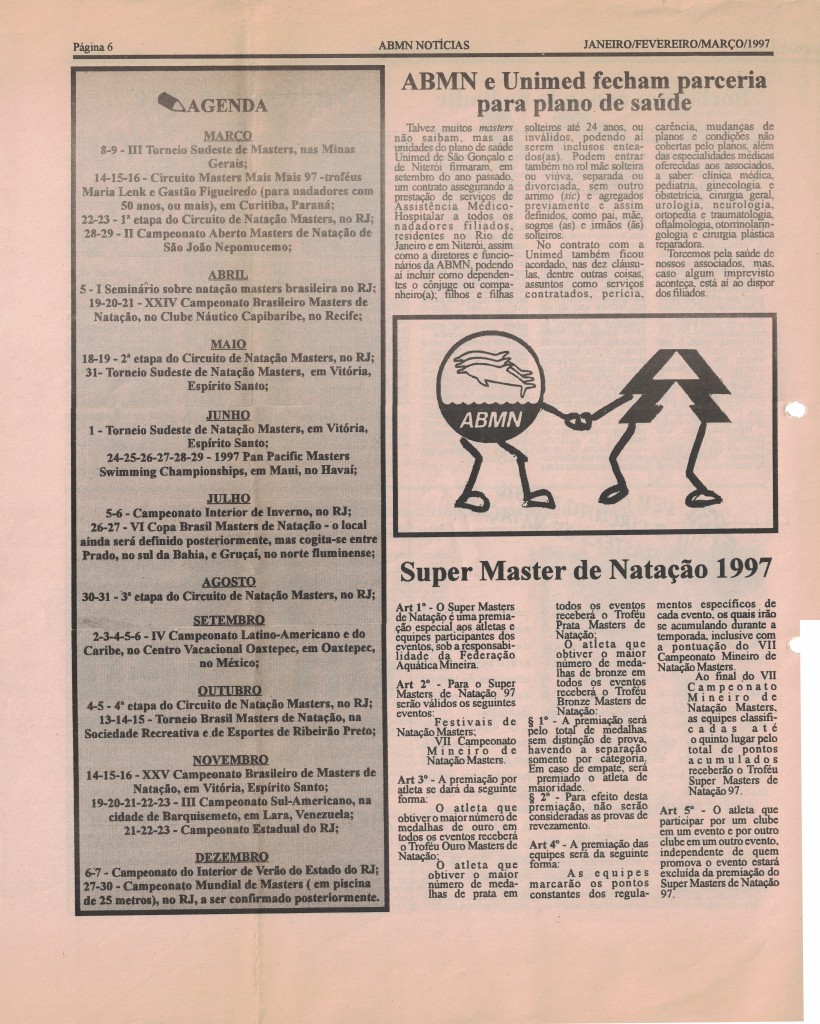 Página 6
ABMN NOTÍCIAS
JANEIRO/FEVEREIRO/MARÇO/1997
AGENDA
MARÇO
8-9 - III Torneio Sudeste de Masters, nas Minas
Gerais;
14-15-16 - Circuito Masters Mais Mais 97 -troféus
Maria Lenk e Gastão Figueiredo (para nadadores com
50 anos, ou mais), em Curitiba, Paraná;
22-23 - 1ª etapa do Circuito de Natação Masters, no RJ;
28-29 - II Campeonato Aberto Masters de Natação de
São João Nepomucemo;
ABRIL
5 - I Seminário sobre natação masters brasileira no RJ;
19-20-21 - XXIV Campeonato Brasileiro Masters de
Natação, no Clube Náutico Capibaribe, no Recife;
MAIO
18-19 - 2ª etapa do Circuito de Natação Masters, no RJ;
31- Torneio Sudeste de Natação Masters, em Vitória,
Espírito Santo;
JUNHO
1 - Torneio Sudeste de Natação Masters, em Vitória,
Espírito Santo;
24-25-26-27-28-29 - 1997 Pan Pacific Masters
Swimming Championships, em Maui, no Havaí;
JULHO
5-6 - Campeonato Interior de Inverno, no RJ;
26-27 - VI Copa Brasil Masters de Natação - o local
ainda será definido posteriormente, mas cogita-se entre
Prado, no sul da Bahia, e Gruçaí, no norte fluminense;
AGOSTO
30-31 - 3ª etapa do Circuito de Natação Masters, no RJ;
SETEMBRO
2-3-4-5-6 - IV Campeonato Latino-Americano e do
Caribe, no Centro Vacacional Oaxtepec, em Oaxtepec,
no México;
OUTUBRO
4-5 - 4ª etapa do Circuito de Natação Masters, no RJ;
13-14-15 - Torneio Brasil Masters de Natação, na
Sociedade Recreativa e de Esportes de Ribeirão Preto;
NOVEMBRO
14-15-16 - XXV Campeonato Brasileiro de Masters de
Natação, em Vitória, Espírito Santo;
19-20-21-22-23 - III Campeonato Sul-Americano, na
cidade de Barquisemeto, em Lara, Venezuela;
21-22-23 - Campeonato Estadual do RJ;
DEZEMBRO
6-7 - Campeonato do Interior de Verão do Estado do RJ;
27-30 - Campeonato Mundial de Masters ( em piscina
de 25 metros), no RJ, a ser confirmado posteriormente.
ABMN e Unimed fecham parceria
para plano de saúde
Talvez muitos masters
não saibam, mas as
unidades do plano de saúde
Unimed de São Gonçalo e
de Niterói firmaram, em
setembro do ano passado,
um contrato assegurando a
prestação de serviços de
Assistência Médico-
Hospitalar a todos os
nadadores filiados,
residentes no Rio de
Janeiro e em Niterói, assim
como a diretores e funcio-
nários da ABMN, podendo
aí incluir como dependen-
tes o cônjuge ou compa-
nheiro(a); filhos e filhas
solteiros até 24 anos, ou
inválidos, podendo aí
serem inclusos entea-
dos(as). Podem entrar
também no rol mãe solteira
ou viúva, separada ou
divorciada, sem outro
arrmo (sic) e agregados
previamente e assim
definidos, como pai, mãe,
sogros (as) e irmãos (ãs)
solteiros.
No contrato com a
Unimed também ficou
acordado, nas dez cláusu-
las, dentre outras coisas,
assuntos como serviços
contratados, perícia,
carência, mudanças de
planos e condições não
cobertas pelo planos, além
das especialidades médicas
oferecidas aos associados,
a saber: clínica médica,
pediatria, ginecologia e
obstetrícia, cirurgia geral,
urologia, neurologia,
ortopedia e traumatologia,
oftalmologia, otorrinolarin-
gologia e cirurgia plástica
reparadora.
Torcemos pela saúde de
nossos associados, mas,
caso algum imprevisto
aconteça, está aí ao dispor
dos filiados.
ABMN
Super Master de Natação 1997
Art 1º - O Super Masters
de Natação é uma premia-
ção especial aos atletas e
equipes participantes dos
eventos, sob a responsabi-
lidade da Federação
Aquática Mineira.
Art 2º - Para o Super
Masters de Natação 97
serão válidos os seguintes
eventos:
Festivais de
Natação Masters;
VII Campeonato
Mineiro de
Natação Masters.
Art 3º - A premiação por
atleta se dará da seguinte
forma:
O atleta que
obtiver o maior número de
medalhas de ouro em
todos os eventos receberá
o Troféu Ouro Masters de
Natação;
O atleta que
obtiver o maior
número de meda-
lhas de prata em
todos os eventos
receberá o Troféu
Prata Masters de
Natação;
O atleta que
obtiver o maior
número de meda-
lhas de bronze em
todos os eventos
receberá o Troféu
Bronze Masters de
Natação:
§ 1º - A premiação será
pelo total de medalhas
sem distinção de prova,
havendo a separação
somente por categoria.
Em caso de empate, será
premiado o atleta de
maior idade.
§ 2º - Para efeito desta
premiação, não serão
consideradas as provas de
revezamento.
Art 4º - A premiação das
equipes será da seguinte
forma:
As equipes
marcarão os pontos
constantes dos regula-
mentos específicos de
cada evento, os quais irão
se acumulando durante a
temporada, inclusive com
a pontuação do VII
Campeonato Mineiro de
Natação Masters.
Ao final do VII
Campeonato
Mineiro de
Natação Masters,
as equipes classifi-
cadas até
o quinto lugar pelo
total de pontos
acumulados
receberão o Troféu
Super Masters de
Natação 97.
Art 5º - O atleta que
participar por um clube
em um evento e por outro
clube em um outro evento,
independente de quem
promova o evento estará
excluída da premiação do
Super Masters de Natação
97.